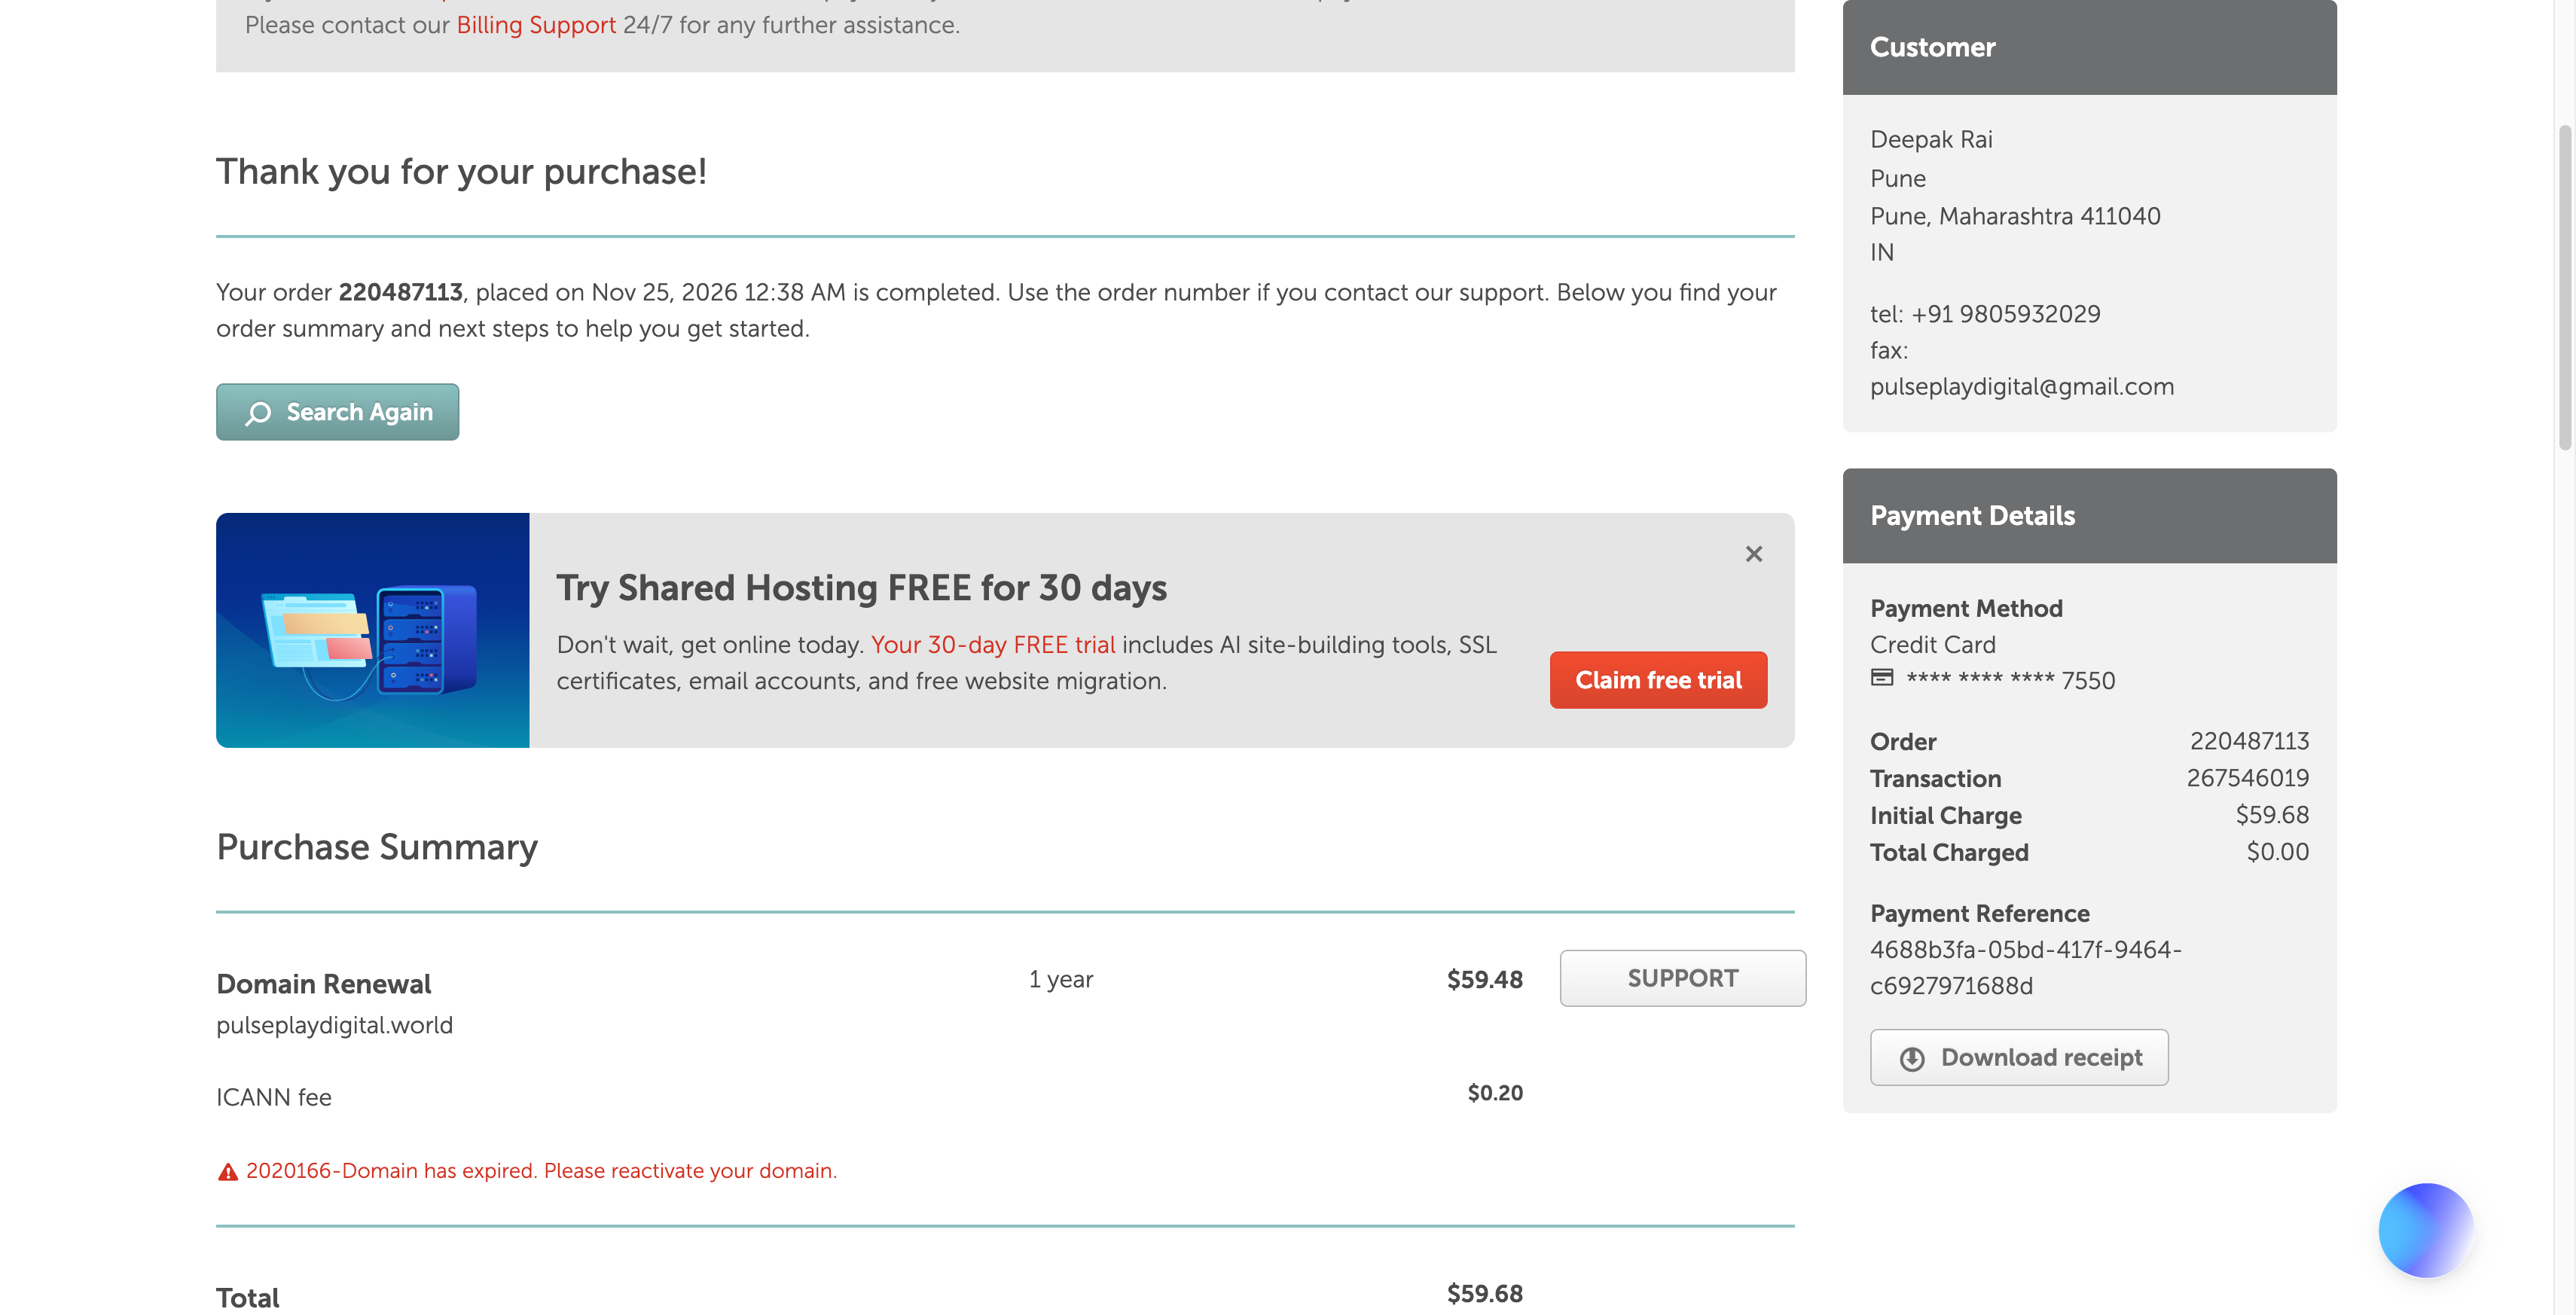 Please contact our Billing Support 24/7 for any further assistance.
Thank you for your purchase!
Your order 220487113, placed on Nov 25, 2026 12:38 AM is completed. Use the order number if you contact our support. Below you find your
order summary and next steps to help you get started.
Search Again
Try Shared Hosting FREE for 30 days
Don't wait, get online today. Your 30-day FREE trial includes AI site-building tools, SSL
certificates, email accounts, and free website migration.
Claim free trial
Purchase Summary
Domain Renewal 1 year $59.48 SUPPORT
pulseplaydigital.world
ICANN fee $0.20
2020166-Domain has expired. Please reactivate your domain.
Total $59.68
Customer
Deepak Rai
Pune
Pune, Maharashtra 411040
IN
tel: +91 9805932029
fax:
pulseplaydigital@gmail.com
Payment Details
Payment Method
Credit Card
**** **** **** 7550
Order 220487113
Transaction 267546019
Initial Charge $59.68
Total Charged $0.00
Payment Reference
4688b3fa-05bd-417f-9464-
c6927971688d
Download receipt